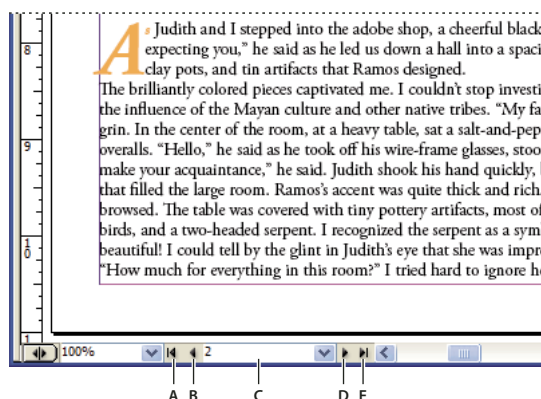 As Judith and I stepped into the adobe shop, a cheerful black
expecting you,” he said as he led us down a hall into a spaci
clay pots, and tin artifacts that Ramos designed.
The brilliantly colored pieces captivated me. I couldn’t stop investi
the influence of the Mayan culture and other native tribes. “My fa
grin. In the center of the room, at a heavy table, sat a salt-and-pep
overalls. “Hello,” he said as he took off his wire-frame glasses, stoo
make your acquaintance,” he said. Judith shook his hand quickly,
that filled the large room. Ramos’s accent was quite thick and rich.
browsed. The table was covered with tiny pottery artifacts, most of
birds, and a two-headed serpent. I recognized the serpent as a sym
beautiful! I could tell by the glint in Judith’s eye that she was impre
“How much for everything in this room?” I tried hard to ignore he
8
9
10
1
100% 2
A B C D E